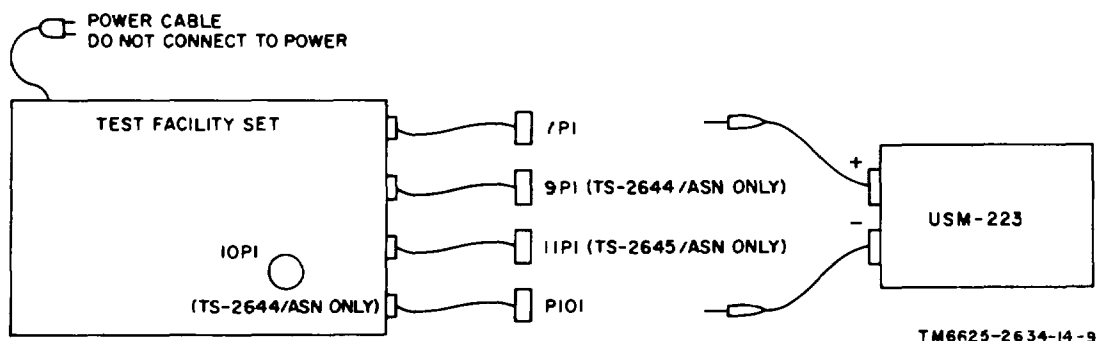 POWER CABLE
DO NOT CONNECT TO POWER
TEST FACILITY SET
1P1
9P1 (TS-2644/ASN ONLY)
11P1 (TS-2645/ASN ONLY)
P101
10P1
(TS-2644/ASN ONLY)
+
-
USM-223
TM6625-2634-14-9